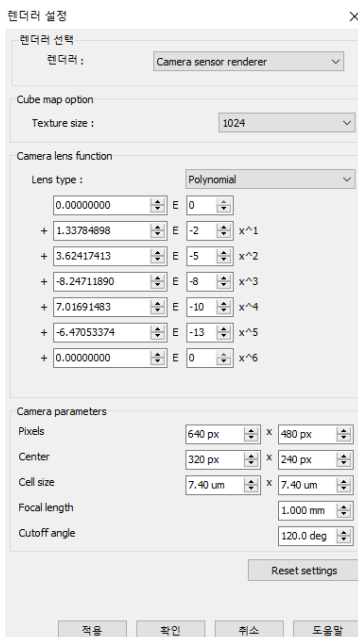 렌더러 설정
렌더러 선택
렌더러 : Camera sensor renderer
Cube map option
Texture size : 1024
Camera lens function
Lens type : Polynomial
0.00000000 E 0
+ 1.33784898 E -2 x^1
+ 3.62417413 E -5 x^2
+ -8.24711890 E -8 x^3
+ 7.01691483 E -10 x^4
+ -6.47053374 E -13 x^5
+ 0.00000000 E 0 x^6
Camera parameters
Pixels 640 px x 480 px
Center 320 px x 240 px
Cell size 7.40 um x 7.40 um
Focal length 1.000 mm
Cutoff angle 120.0 deg
Reset settings
적용 확인 취소 도움말